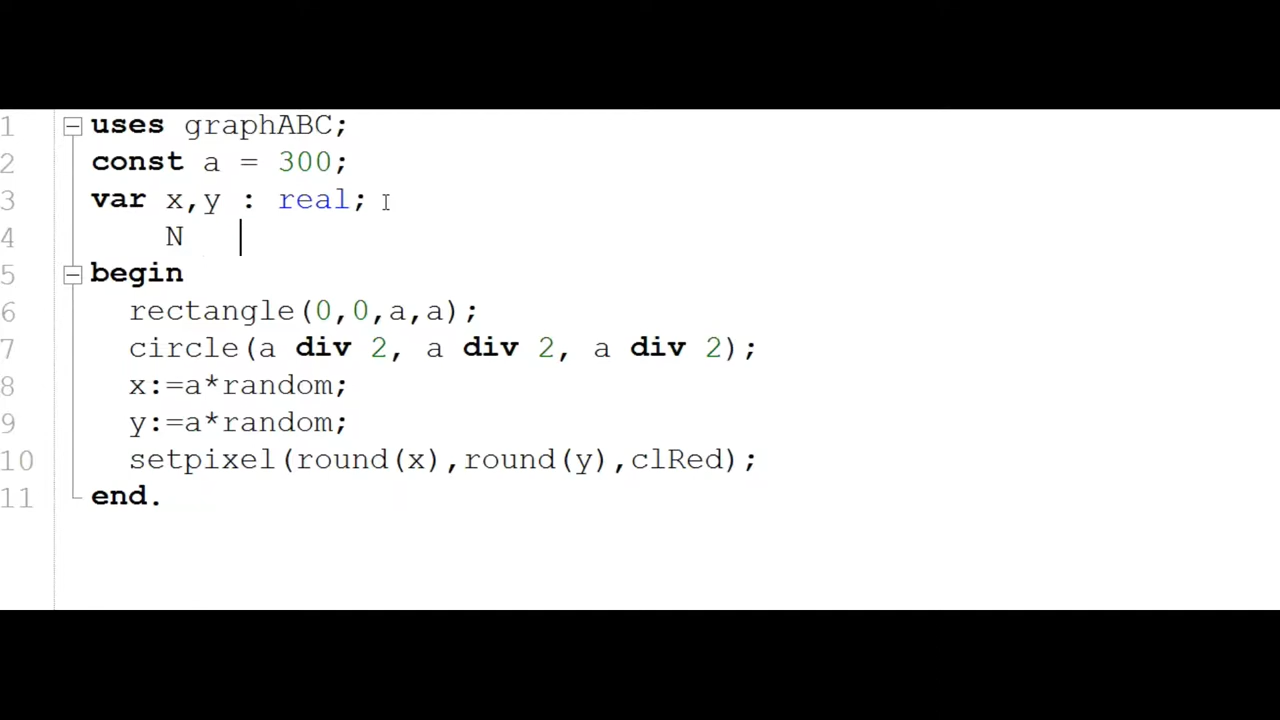 1 uses graphABC;
2 const a = 300;
3 var x,y : real;
4 N
5 begin
6 rectangle(0,0,a,a);
7 circle(a div 2, a div 2, a div 2);
8 x:=a*random;
9 y:=a*random;
10 setpixel(round(x),round(y),clRed);
11 end.